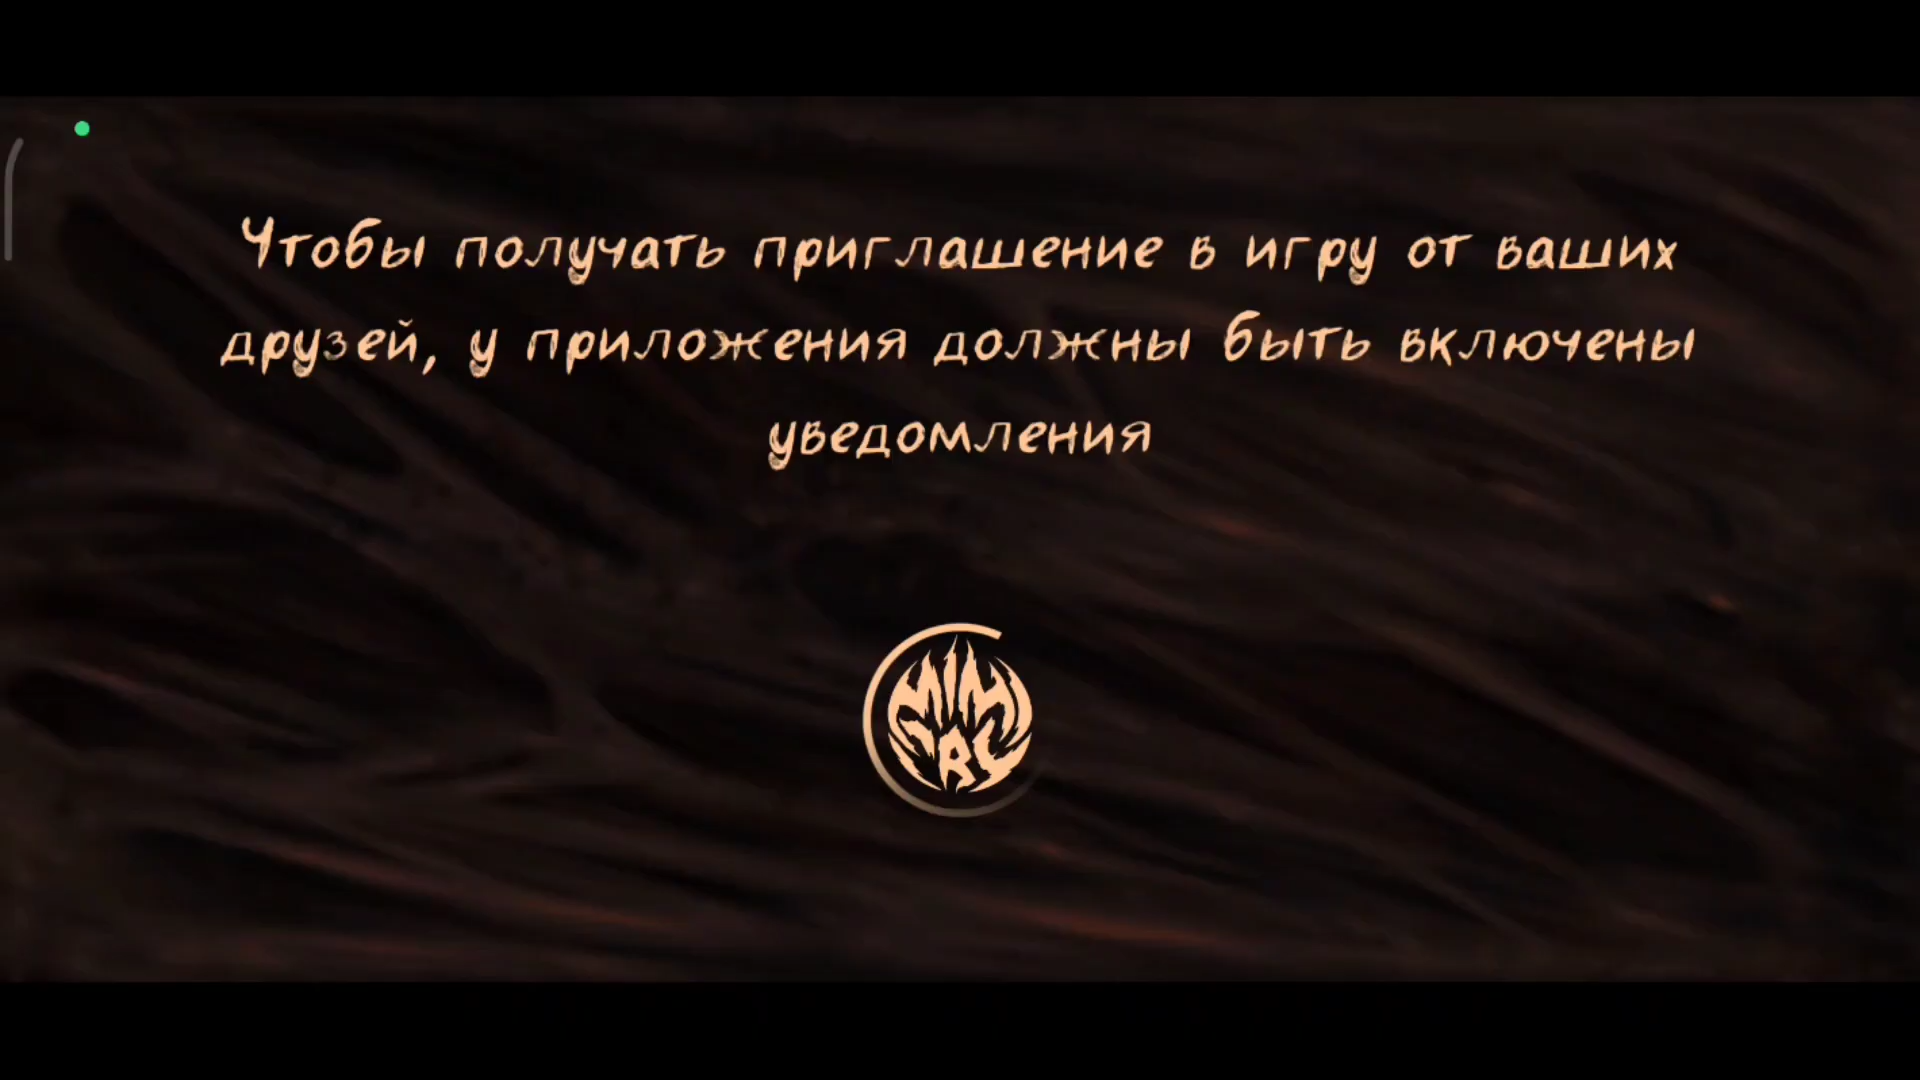 Чтобы получать приглашение в игру от ваших
друзей, у приложения должны быть включены
уведомления